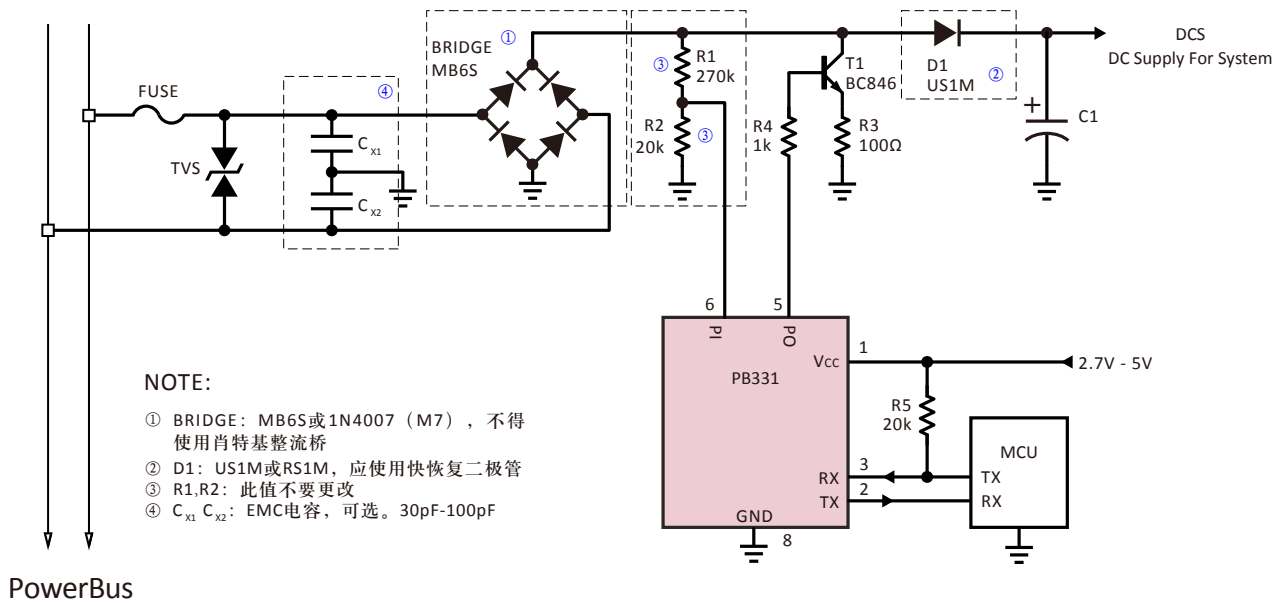 BRIDGE
MB6S
①
FUSE
TVS
④
C X1
C X2
③
R1
270k
R2
20k
③
T1
BC846
R4
1k
R3
100Ω
D1
US1M
②
DCS
DC Supply For System
+
C1
6
5
PI
PO
Vcc
1
2.7V - 5V
PB331
R5
20k
MCU
RX
3
TX
TX
2
RX
GND
8
NOTE:
① BRIDGE：MB6S或1N4007（M7），不得
使用肖特基整流桥
② D1：US1M或RS1M，应使用快恢复二极管
③ R1,R2：此值不要更改
④ C X1 C X2：EMC电容，可选。30pF-100pF
PowerBus